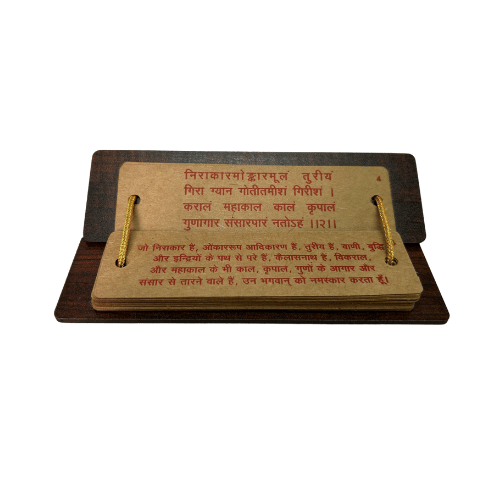 निराकारमोङ्कारमूलं तुरीयं
४
गिरा ग्यान गोतीतमीशं गिरीशं ।
करालं महाकाल कालं कृपालं
गुणागार संसारपारं नतोऽहं ।।२।।
जो निराकार हैं, ओंकाररूप आदिकारण हैं, तुरीय हैं, वाणी, बुद्धि
और इन्द्रियों के पथ से परे हैं, कैलासनाथ हैं, विकराल,
और महाकाल के भी काल, कृपाल, गुणों के आगार और
संसार से तारने वाले हैं, उन भगवान् को नमस्कार करता हूँ।